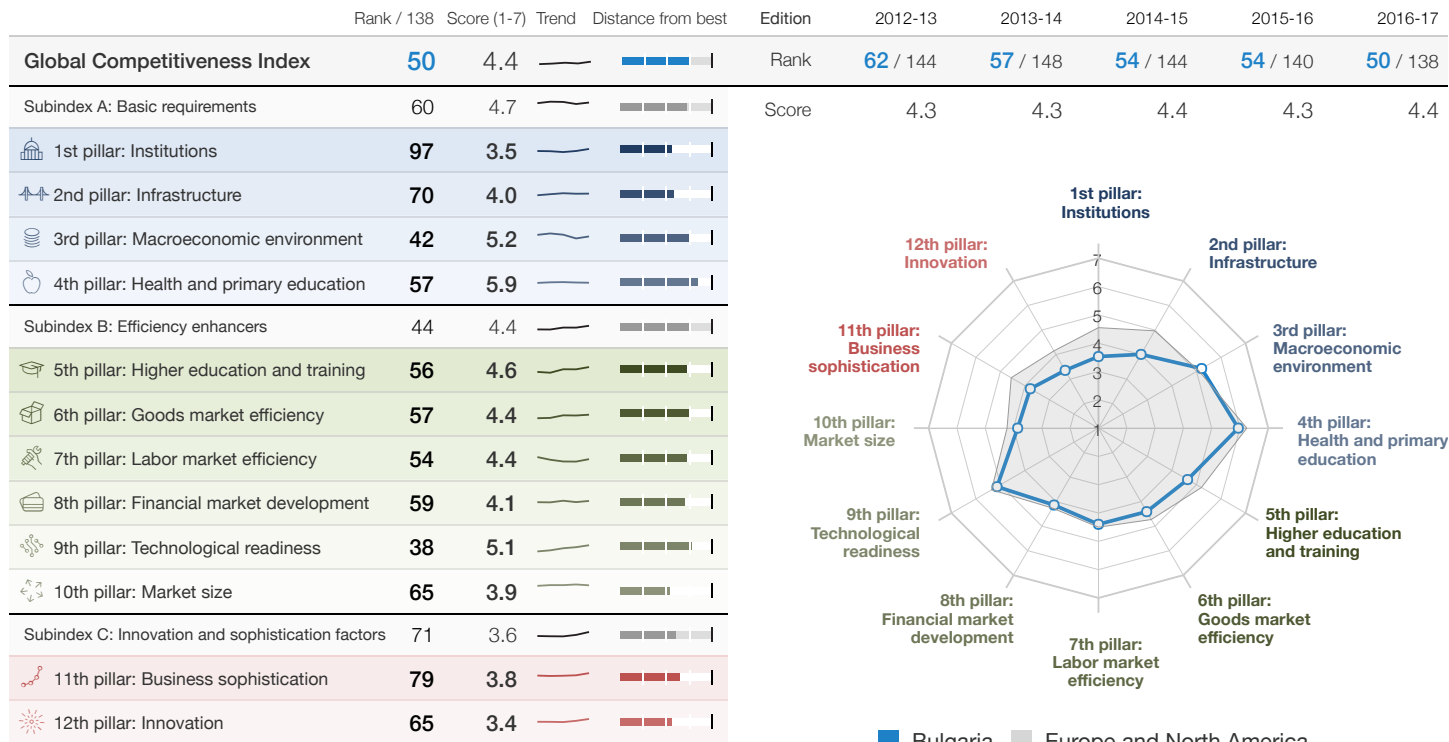 Rank / 138 Score (1-7) Trend Distance from best
Global Competitiveness Index 50 4.4
Subindex A: Basic requirements 60 4.7
1st pillar: Institutions 97 3.5
2nd pillar: Infrastructure 70 4.0
3rd pillar: Macroeconomic environment 42 5.2
4th pillar: Health and primary education 57 5.9
Subindex B: Efficiency enhancers 44 4.4
5th pillar: Higher education and training 56 4.6
6th pillar: Goods market efficiency 57 4.4
7th pillar: Labor market efficiency 54 4.4
8th pillar: Financial market development 59 4.1
9th pillar: Technological readiness 38 5.1
10th pillar: Market size 65 3.9
Subindex C: Innovation and sophistication factors 71 3.6
11th pillar: Business sophistication 79 3.8
12th pillar: Innovation 65 3.4
Edition 2012-13 2013-14 2014-15 2015-16 2016-17
Rank 62 / 144 57 / 148 54 / 144 54 / 140 50 / 138
Score 4.3 4.3 4.4 4.3 4.4
1st pillar:
Institutions
2nd pillar:
Infrastructure
3rd pillar:
Macroeconomic
environment
4th pillar:
Health and primary
education
5th pillar:
Higher education
and training
6th pillar:
Goods market
efficiency
7th pillar:
Labor market
efficiency
8th pillar:
Financial market
development
9th pillar:
Technological
readiness
10th pillar:
Market size
11th pillar:
Business
sophistication
12th pillar:
Innovation
7
6
5
4
3
2
1
Bulgaria Europe and North America